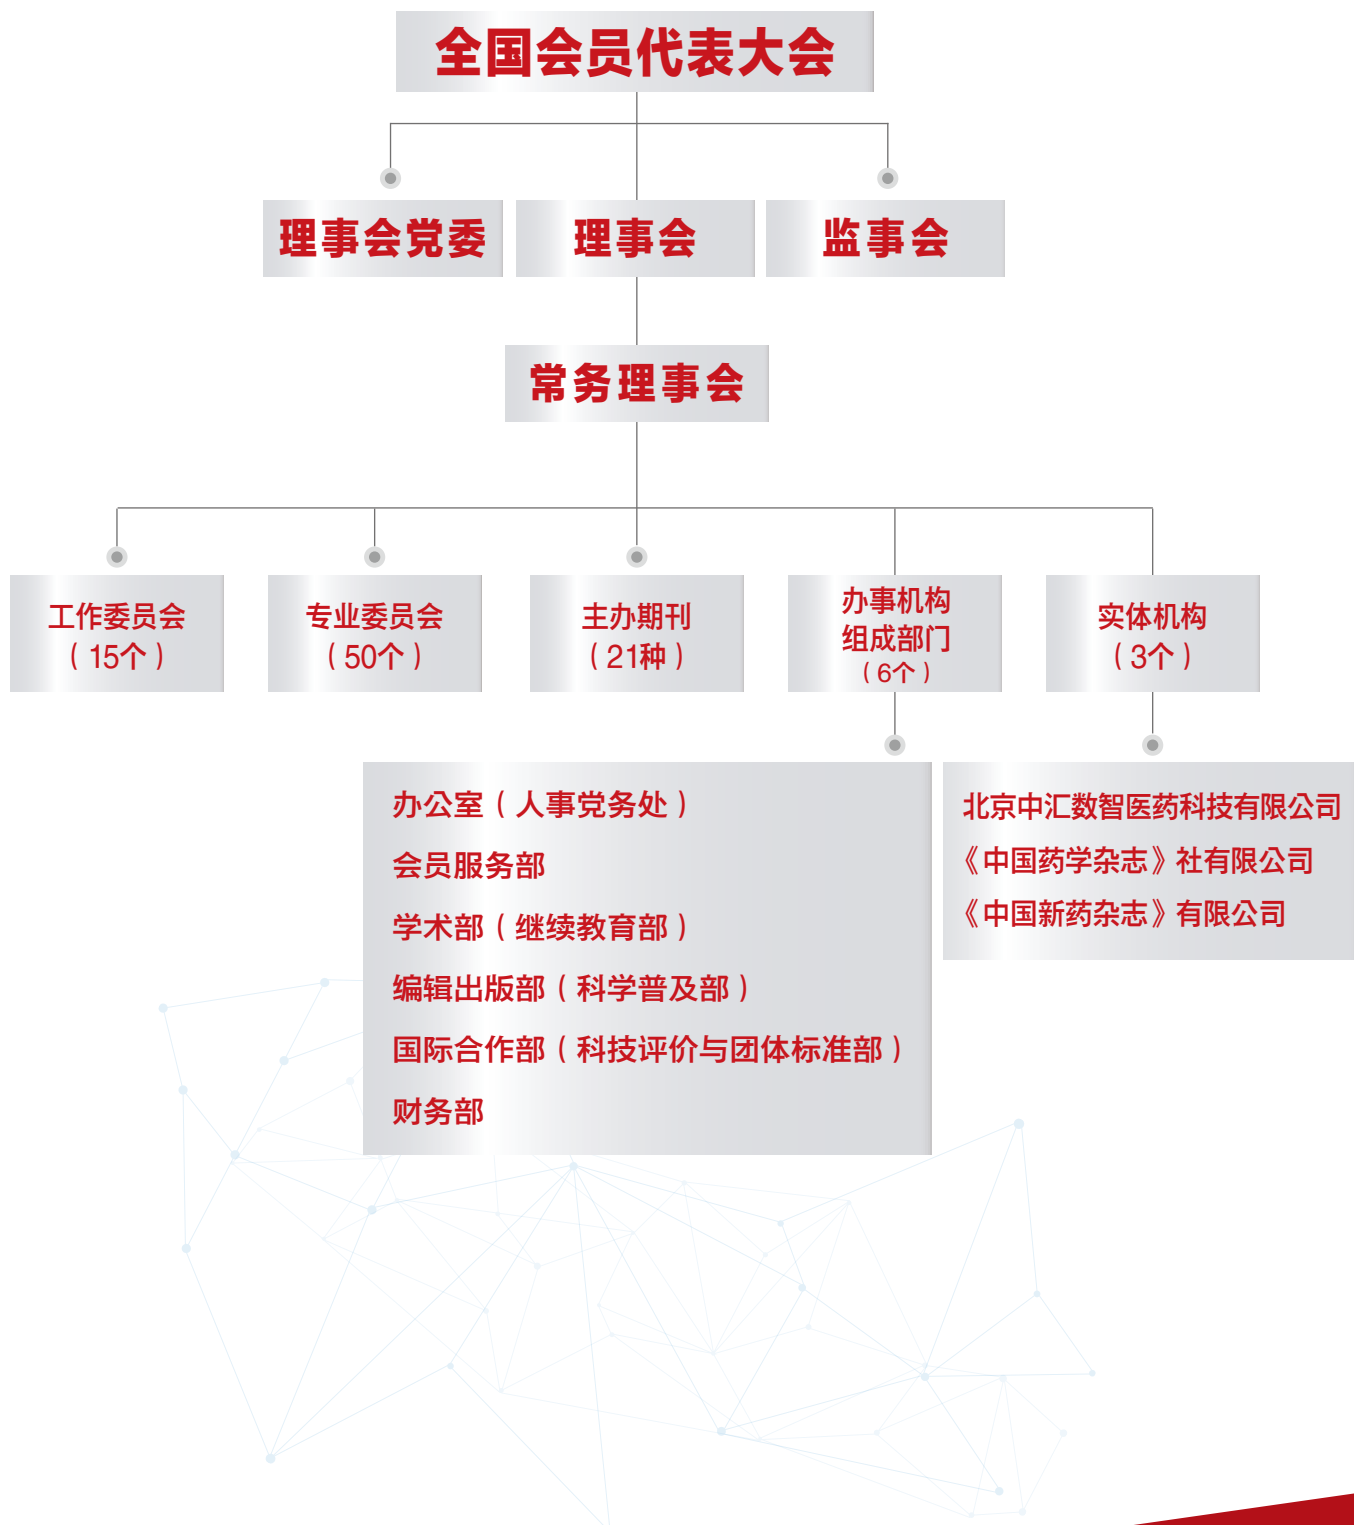 全国会员代表大会
理事会党委
理事会
监事会
常务理事会
工作委员会
（15个）
专业委员会
（50个）
主办期刊
（21种）
办事机构
组成部门
（6个）
实体机构
（3个）
办公室（人事党务处）
会员服务部
学术部（继续教育部）
编辑出版部（科学普及部）
国际合作部（科技评价与团体标准部）
财务部
北京中汇数智医药科技有限公司
《中国药学杂志》社有限公司
《中国新药杂志》有限公司